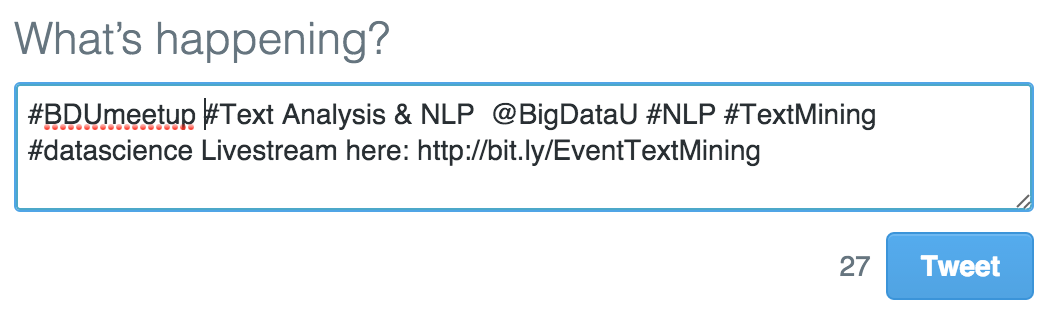 What's happening?
#BDUmeetup #Text Analysis & NLP  @BigDataU #NLP #TextMining
#datascience Livestream here: http://bit.ly/EventTextMining
27 Tweet